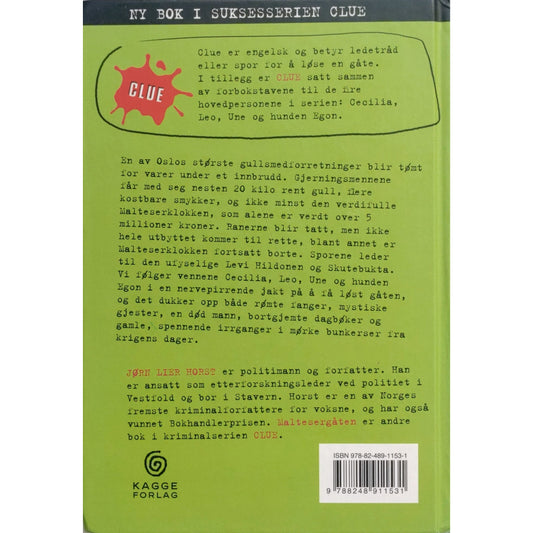 NY BOK I SUKSESSERIEN CLUE
CLUE
Clue er engelsk og betyr ledetråd
eller spor for å løse en gåte.
I tillegg er CLUE satt sammen
av forbokstavene til de fire
hovedpersonene i serien: Cecilia,
Leo, Une og hunden Egon.
En av Oslos største gullsmedforretninger blir tømt
for varer under et innbrudd. Gjerningsmennene
får med seg nesten 20 kilo rent gull, flere
kostbare smykker, og ikke minst den verdifulle
Malteserklokken, som alene er verdt over 5
millioner kroner. Ranerne blir tatt, men ikke
hele utbyttet kommer til rette, blant annet er
Malteserklokken fortsatt borte. Sporene leder
til den ufyselige Levi Hildonen og Skutebukta.
Vi følger vennene Cecilia, Leo, Une og hunden
Egon i en nervepirrende jakt på å få løst gåten,
og det dukker opp både rømte fanger, mystiske
gjester, en død mann, bortgjemte dagbøker og
gamle, spennende irrganger i mørke bunkerser fra
krigens dager.
JØRN LIER HORST er politimann og forfatter. Han
er ansatt som etterforskningsleder ved politiet i
Vestfold og bor i Stavern. Horst er en av Norges
fremste kriminalforfattere for voksne, og har også
vunnet Bokhandlerprisen. Maltesergåten er andre
bok i kriminalserien CLUE.
KAGGE
FORLAG
ISBN 978-82-489-1153-1
9 788248 911531